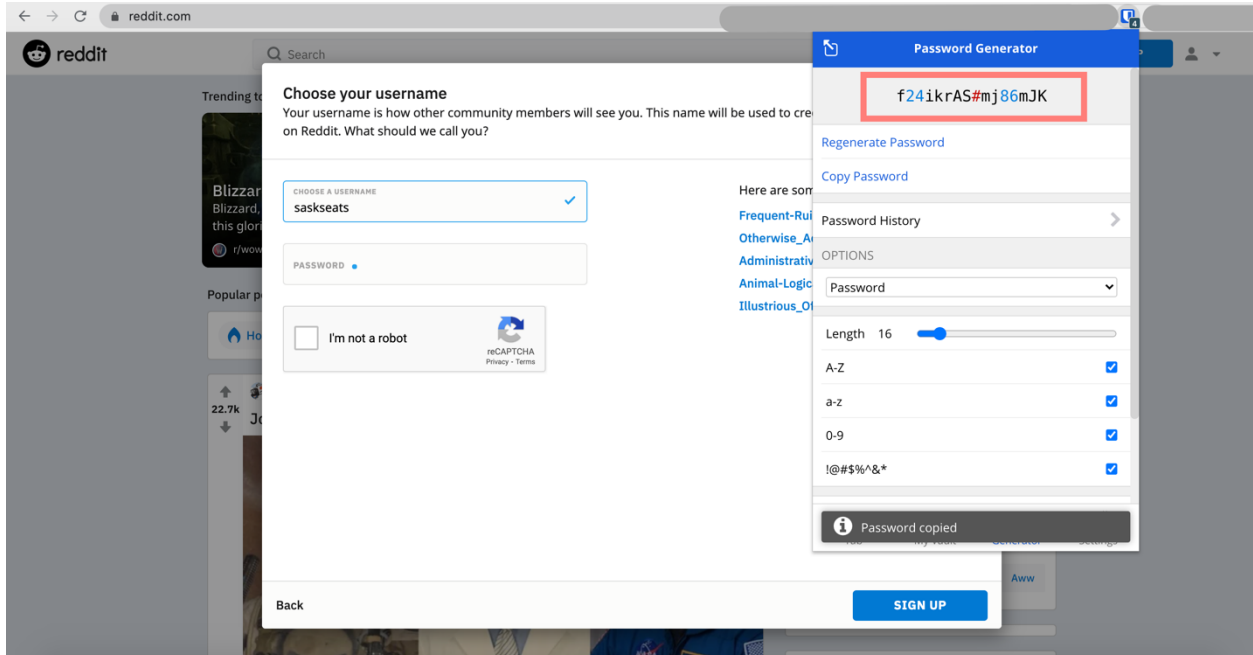 reddit.com
4
reddit
Search
Password Generator
f24ikrAS#mj86mJK
Regenerate Password
Copy Password
Password History
OPTIONS
Password
Length 16
A-Z
a-z
0-9
!@#$%^&*
Password copied
Trending to
Blizzar
Blizzard,
this glori
r/wow
Popular p
Ho
22.7k
Jo
Choose your username
Your username is how other community members will see you. This name will be used to cre
on Reddit. What should we call you?
CHOOSE A USERNAME
saskseats
PASSWORD
I'm not a robot
reCAPTCHA
Privacy - Terms
Here are som
Frequent-Rui
Otherwise_A
Administrativ
Animal-Logic
Illustrious_Of
Back
SIGN UP
Aww